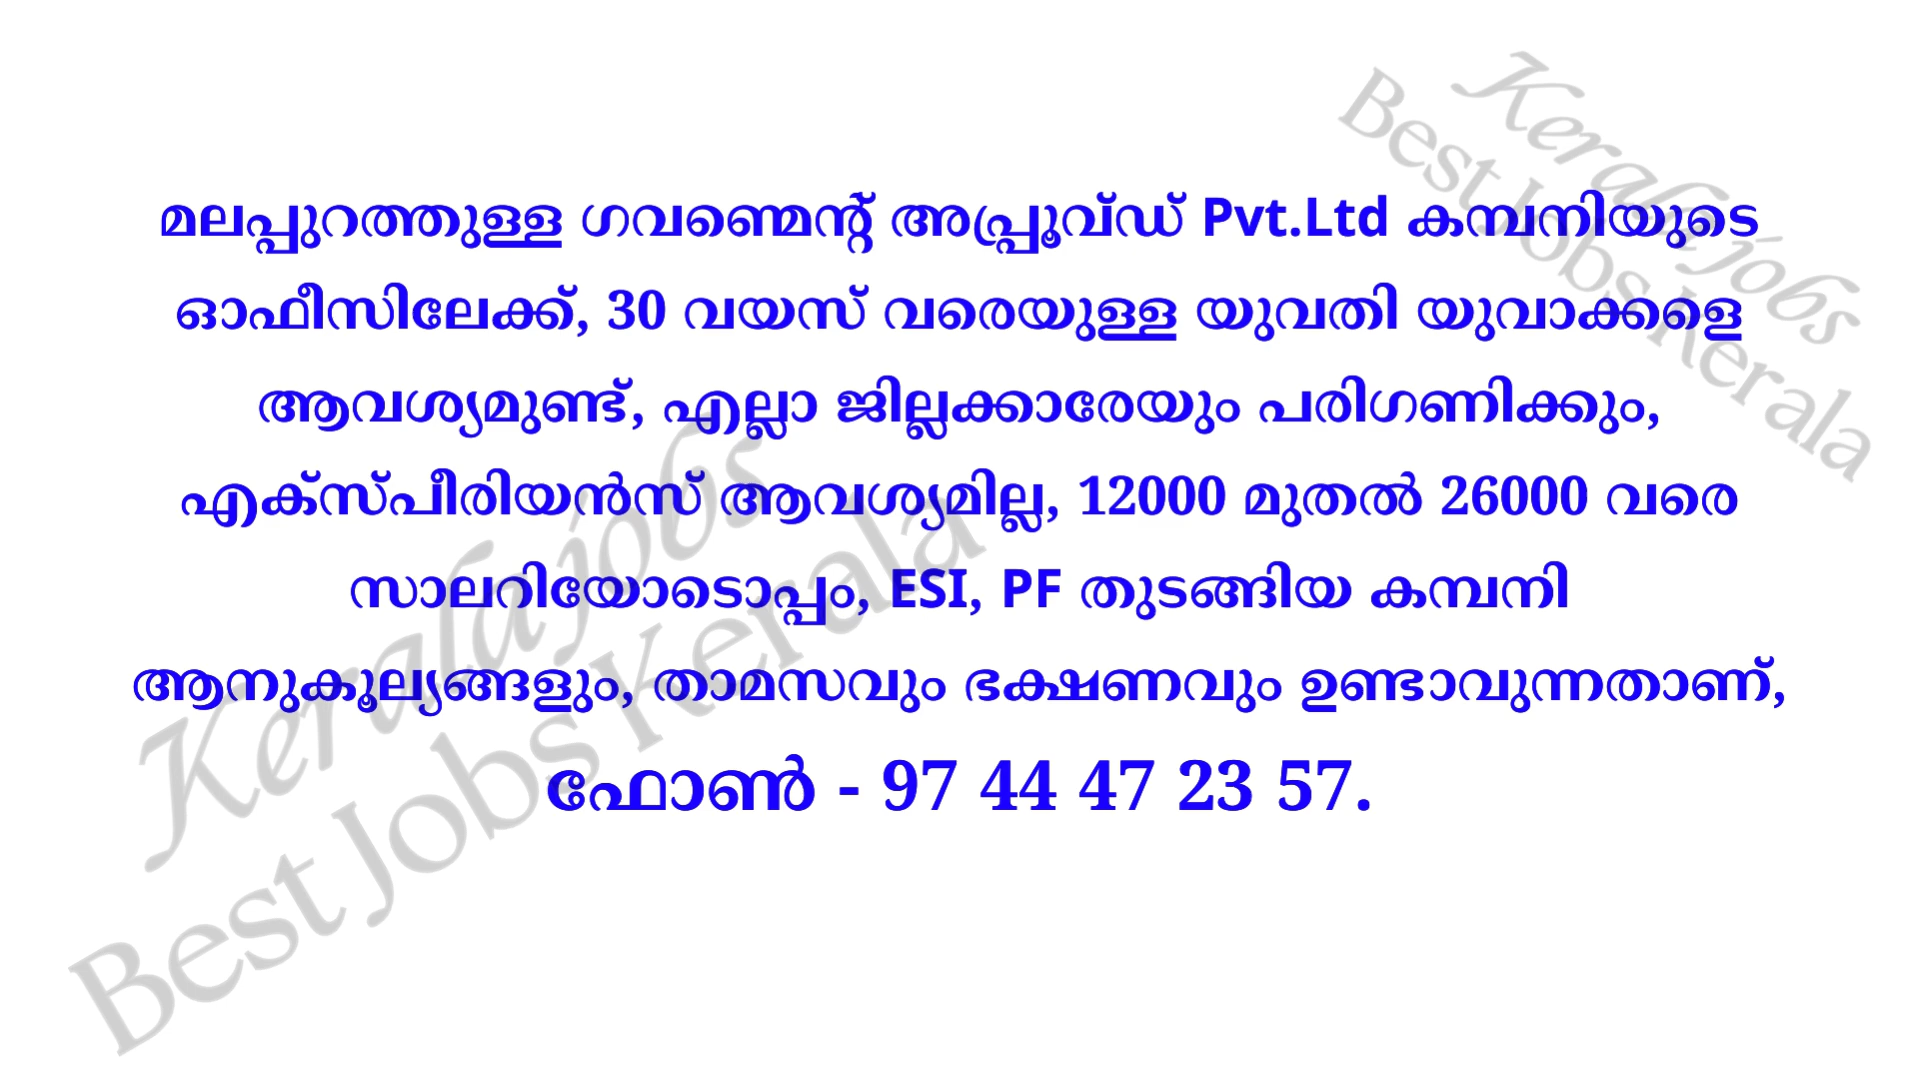 മലപ്പുറത്തുള്ള ഗവണ്മെന്റ് അപ്പ്രൂവ്ഡ് Pvt.Ltd കമ്പനിയുടെ
ഓഫീസിലേക്ക്, 30 വയസ് വരെയുള്ള യുവതി യുവാക്കളെ
ആവശ്യമുണ്ട്, എല്ലാ ജില്ലക്കാരേയും പരിഗണിക്കും,
എക്സ്പീരിയൻസ് ആവശ്യമില്ല, 12000 മുതൽ 26000 വരെ
സാലറിയോടൊപ്പം, ESI, PF തുടങ്ങിയ കമ്പനി
ആനുകൂല്യങ്ങളും, താമസവും ഭക്ഷണവും ഉണ്ടാവുന്നതാണ്,
ഫോൺ - 97 44 47 23 57.
Kerala jobs
Best Jobs Kerala
Kerala jobs
Best Jobs Kerala